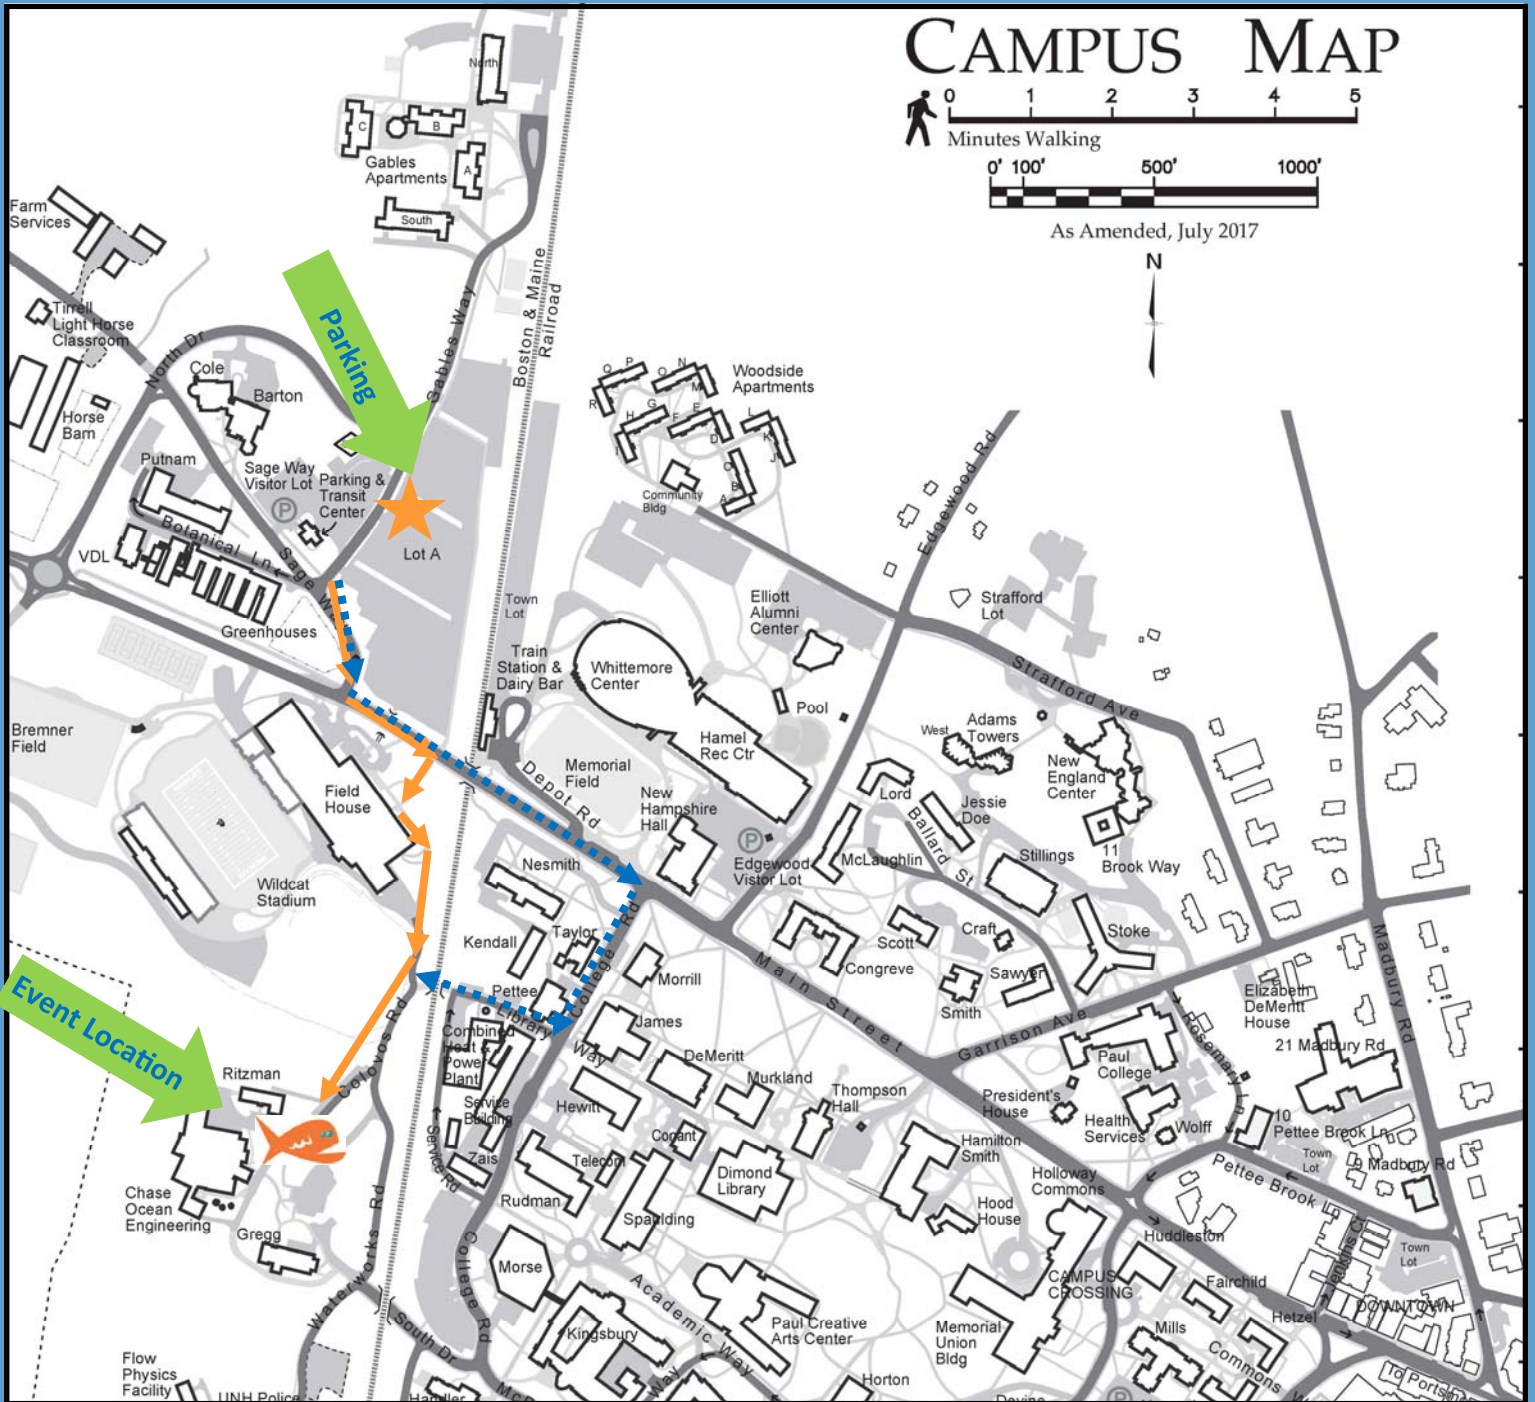 CAMPUS MAP
0 1 2 3 4 5
Minutes Walking
0' 100' 500' 1000'
As Amended, July 2017
N
North
C
B
A
Gables
Apartments
South
Farm
Services
Tirrell
Light Horse
Classroom
North Dr
Cole
Barton
Horse
Barn
Parking
Gables Way
Boston & Maine
Railroad
Putnam
Sage Way
Visitor Lot
P
Parking &
Transit
Center
Lot A
VDL
Botanical Ln
Sage Way
Greenhouses
Woodside
Apartments
Q
P
O
N
M
R
H
G
F
E
D
L
K
J
I
C
B
A
Community
Bldg
Edgewood Rd
Town
Lot
Train
Station &
Dairy Bar
Whittemore
Center
Elliott
Alumni
Center
Strafford
Lot
Strafford Ave
Pool
Hamel
Rec Ctr
Bremner
Field
Field
House
Memorial
Field
Depot Rd
New
Hampshire
Hall
West
Adams
Towers
New
England
Center
Lord
Jessie
Doe
Ballard St
McLaughlin
P
Edgewood
Vistor Lot
Stillings
11
Brook Way
Wildcat
Stadium
Nesmith
Kendall
Taylor
College Rd
Morrill
Pettee
Library Way
James
Congreve
Scott
Craft
Sawyer
Smith
Stoke
Main Street
Garrison Ave
Madbury Rd
Elizabeth
DeMeritt
House
21 Madbury Rd
Rosemary Ln
Event Location
Ritzman
Colovos Rd
Combined
Heat &
Power
Plant
Service
Building
Service Rd
Zais
Hewitt
DeMeritt
Murkland
Thompson
Hall
Conant
Telecom
Dimond
Library
Rudman
Spaulding
Hamilton
Smith
Hood
House
President's
House
Paul
College
Health
Services
Wolff
10
Pettee Brook Ln
Town
Lot
9 Madbury Rd
Pettee Brook Ln
Holloway
Commons
Huddleston
Chase
Ocean
Engineering
Gregg
Waterworks Rd
South Dr
College Rd
Morse
Kingsbury
Academic Way
Paul Creative
Arts Center
Memorial
Union
Bldg
CAMPUS
CROSSING
Fairchild
Hetzel
Jenkins Ct
Town
Lot
DOWNTOWN
Mills
Commons
Flow
Physics
Facility
UNH Police
Handler
Way
Horton
Devine
P
To Portsm